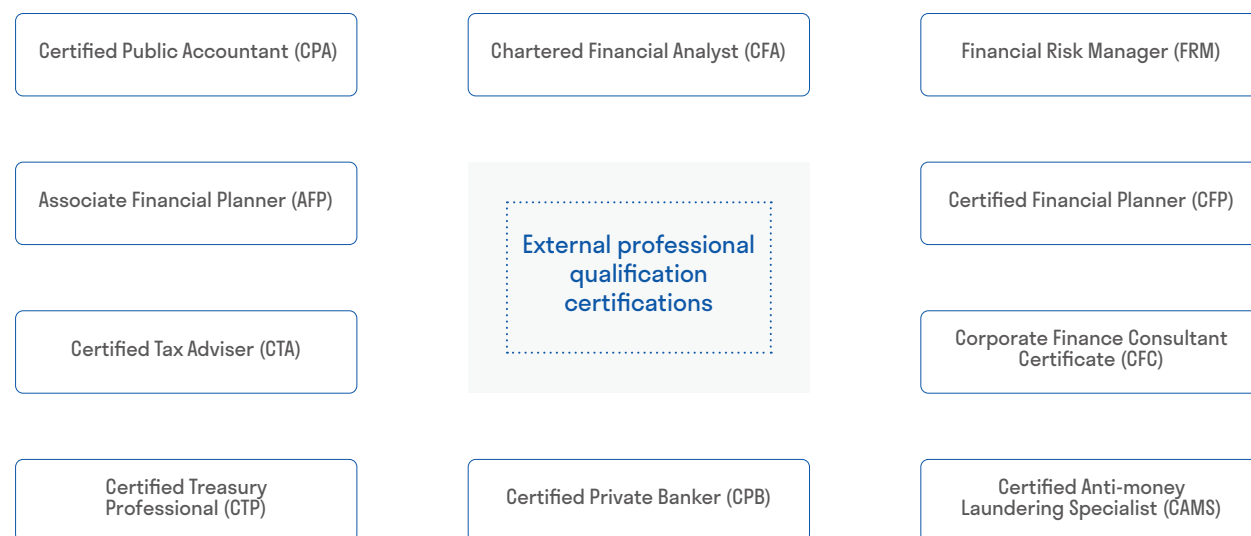 Certified Public Accountant (CPA)
Chartered Financial Analyst (CFA)
Financial Risk Manager (FRM)
Associate Financial Planner (AFP)
External professional
qualification
certifications
Certified Financial Planner (CFP)
Certified Tax Adviser (CTA)
Corporate Finance Consultant
Certificate (CFC)
Certified Treasury
Professional (CTP)
Certified Private Banker (CPB)
Certified Anti-money
Laundering Specialist (CAMS)